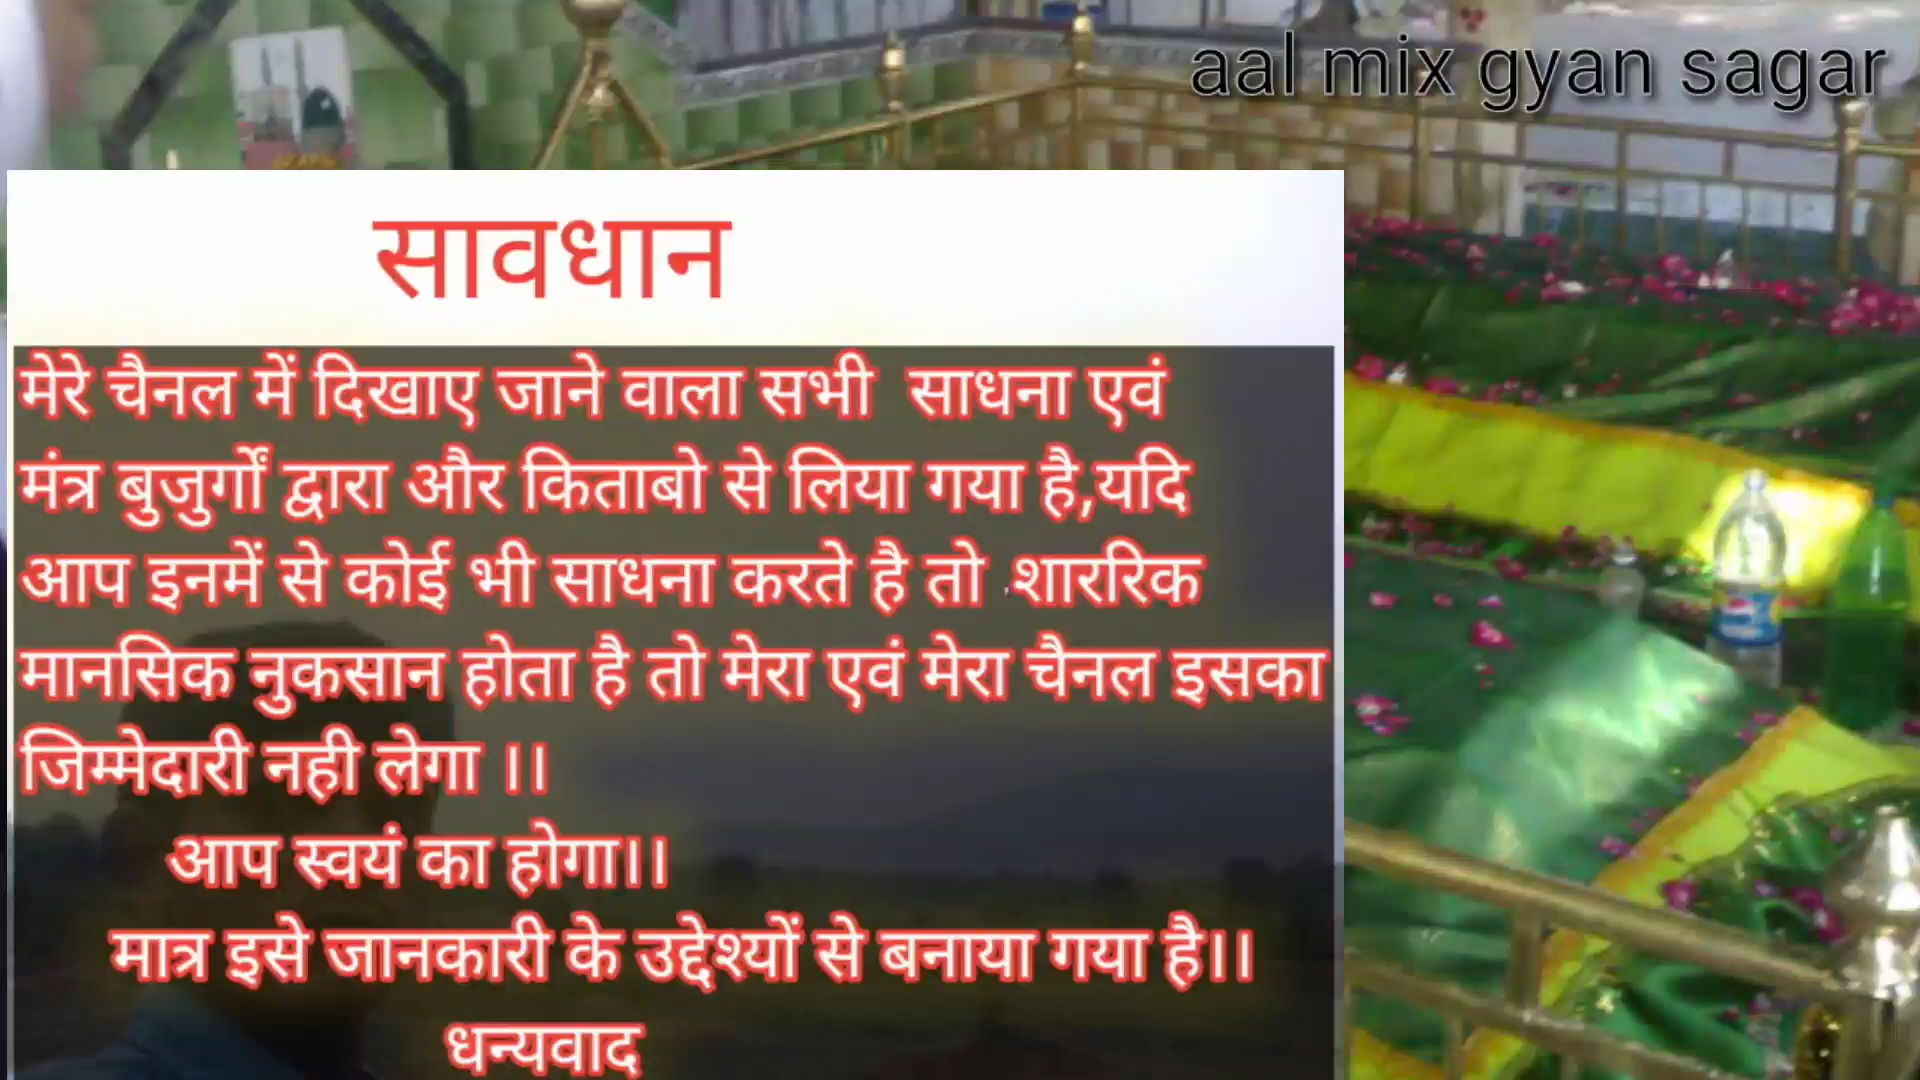 aal mix gyan sagar
सावधान
मेरे चैनल में दिखाए जाने वाला सभी साधना एवं
मंत्र बुजुर्गों द्वारा और किताबो से लिया गया है,यदि
आप इनमें से कोई भी साधना करते है तो .शाररिक
मानसिक नुकसान होता है तो मेरा एवं मेरा चैनल इसका
जिम्मेदारी नही लेगा ।।
आप स्वयं का होगा।।
मात्र इसे जानकारी के उद्देश्यों से बनाया गया है।।
धन्यवाद